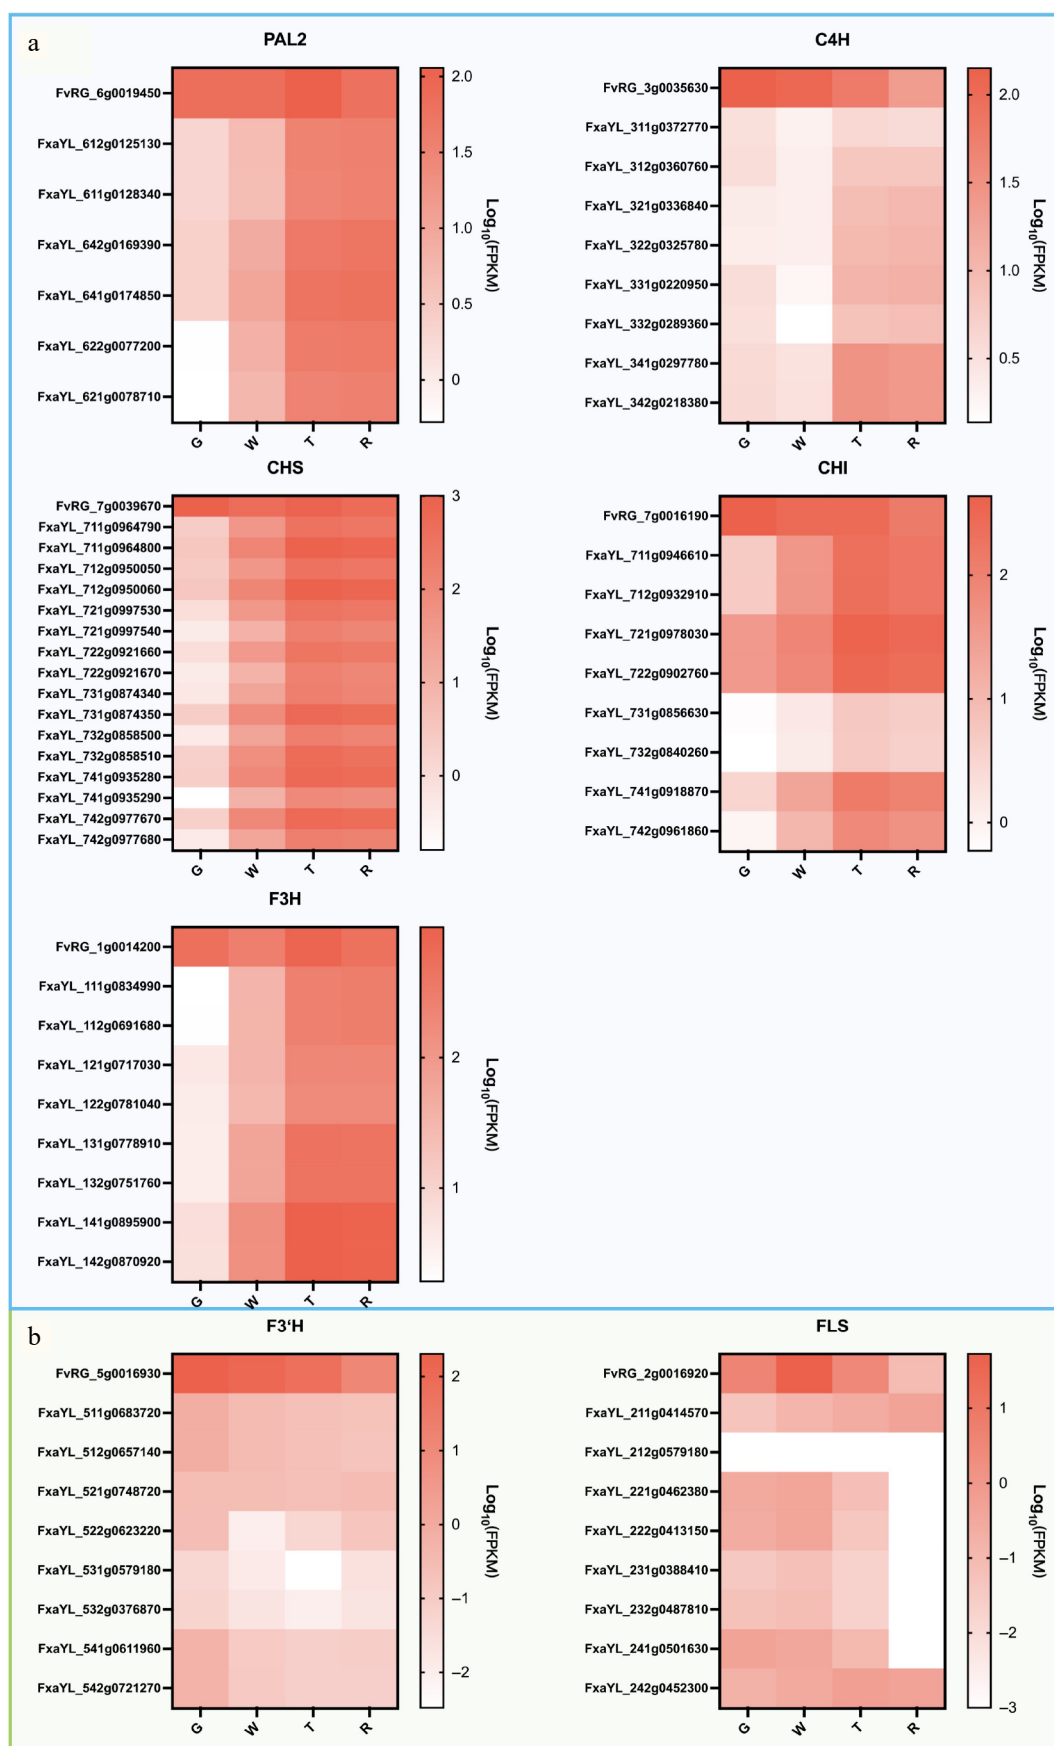 a
PAL2
FvRG_6g0019450
FxaYL_612g0125130
FxaYL_611g0128340
FxaYL_642g0169390
FxaYL_641g0174850
FxaYL_622g0077200
FxaYL_621g0078710
G W T R
2.0
1.5
1.0
0.5
0
Log10(FPKM)
C4H
FvRG_3g0035630
FxaYL_311g0372770
FxaYL_312g0360760
FxaYL_321g0336840
FxaYL_322g0325780
FxaYL_331g0220950
FxaYL_332g0289360
FxaYL_341g0297780
FxaYL_342g0218380
G W T R
2.0
1.5
1.0
0.5
Log10(FPKM)
CHS
FvRG_7g0039670
FxaYL_711g0964790
FxaYL_711g0964800
FxaYL_712g0950050
FxaYL_712g0950060
FxaYL_721g0997530
FxaYL_721g0997540
FxaYL_722g0921660
FxaYL_722g0921670
FxaYL_731g0874340
FxaYL_731g0874350
FxaYL_732g0858500
FxaYL_732g0858510
FxaYL_741g0935280
FxaYL_741g0935290
FxaYL_742g0977670
FxaYL_742g0977680
G W T R
3
2
1
0
Log10(FPKM)
CHI
FvRG_7g0016190
FxaYL_711g0946610
FxaYL_712g0932910
FxaYL_721g0978030
FxaYL_722g0902760
FxaYL_731g0856630
FxaYL_732g0840260
FxaYL_741g0918870
FxaYL_742g0961860
G W T R
2
1
0
Log10(FPKM)
F3H
FvRG_1g0014200
FxaYL_111g0834990
FxaYL_112g0691680
FxaYL_121g0717030
FxaYL_122g0781040
FxaYL_131g0778910
FxaYL_132g0751760
FxaYL_141g0895900
FxaYL_142g0870920
G W T R
2
1
Log10(FPKM)
b
F3‘H
FvRG_5g0016930
FxaYL_511g0683720
FxaYL_512g0657140
FxaYL_521g0748720
FxaYL_522g0623220
FxaYL_531g0579180
FxaYL_532g0376870
FxaYL_541g0611960
FxaYL_542g0721270
G W T R
2
1
0
−1
−2
Log10(FPKM)
FLS
FvRG_2g0016920
FxaYL_211g0414570
FxaYL_212g0579180
FxaYL_221g0462380
FxaYL_222g0413150
FxaYL_231g0388410
FxaYL_232g0487810
FxaYL_241g0501630
FxaYL_242g0452300
G W T R
1
0
−1
−2
−3
Log10(FPKM)